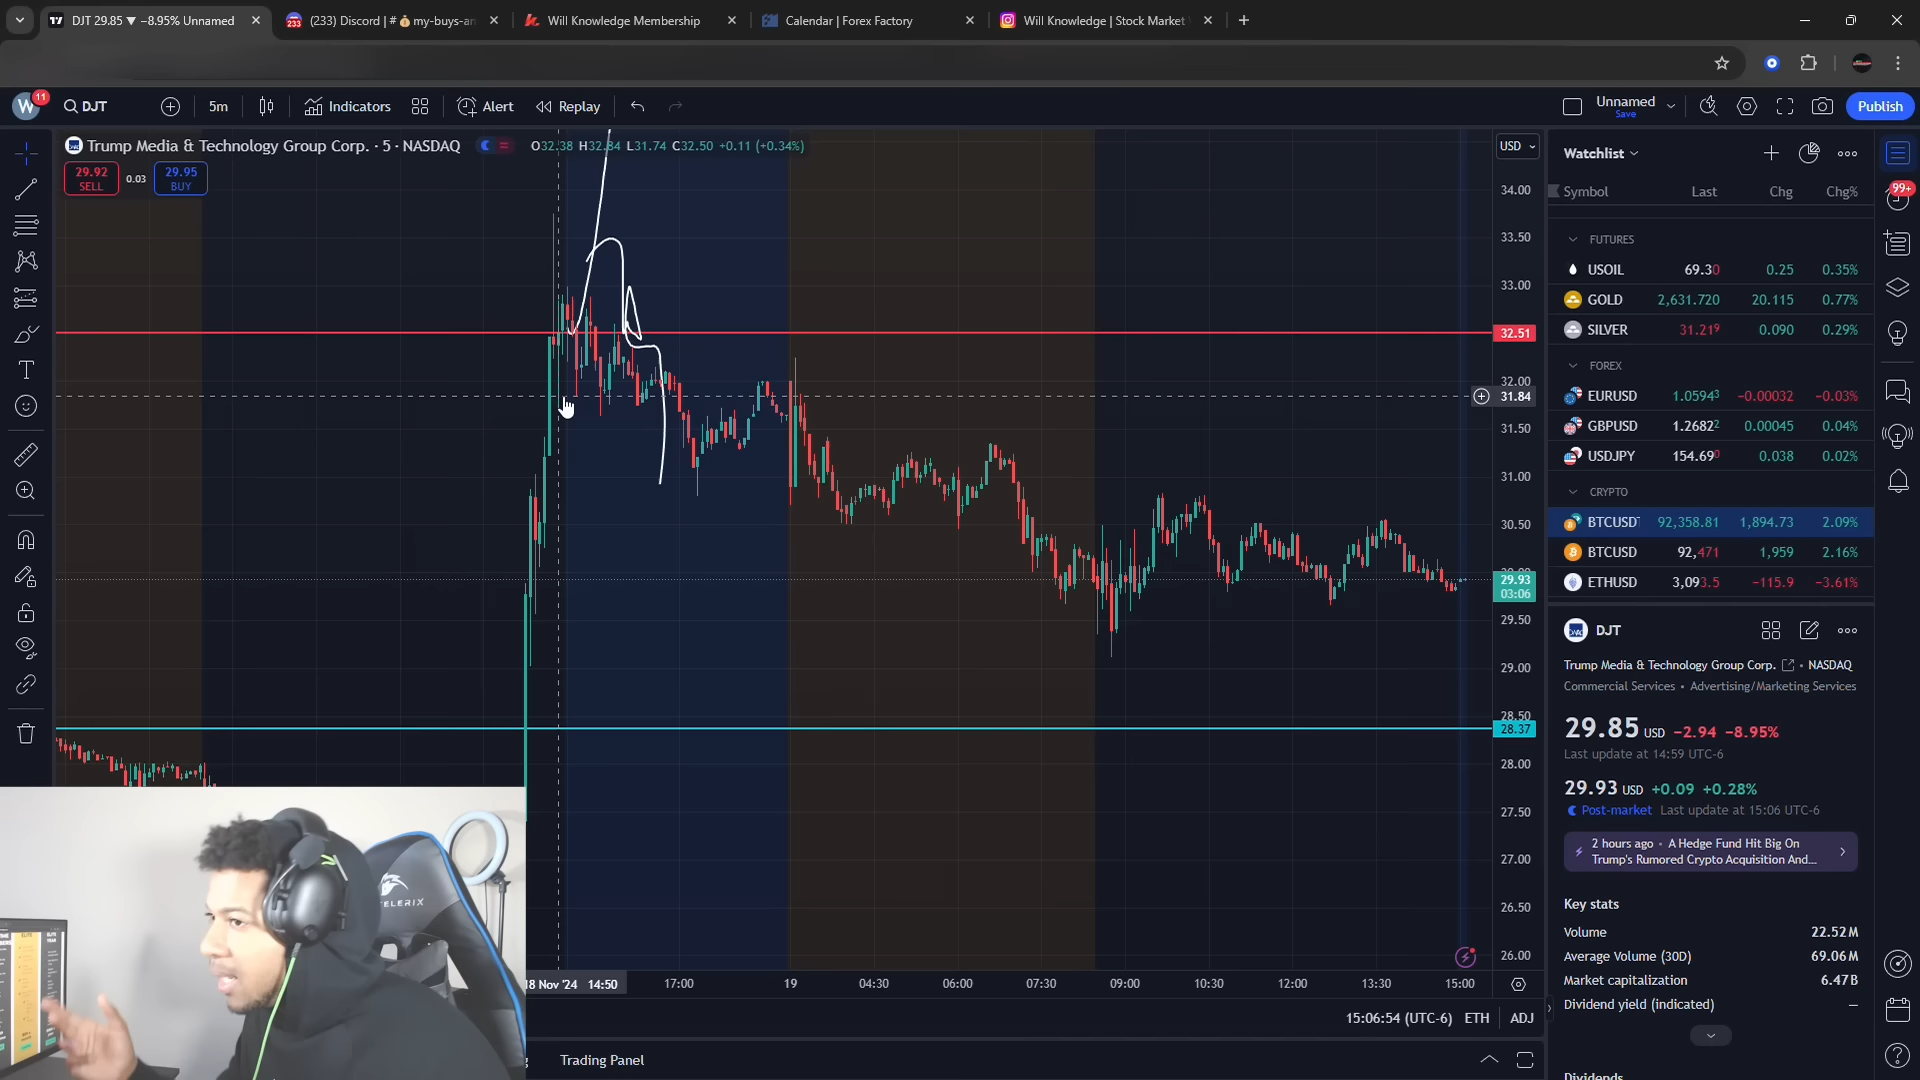 DJT 29.85 ▼ −8.95% Unnamed
(233) Discord | # 💰my-buys-an
Will Knowledge Membership
Calendar | Forex Factory
Will Knowledge | Stock Market
W 11
DJT
5m
Indicators
Alert
Replay
Unnamed
Save
Publish
Trump Media & Technology Group Corp. · 5 · NASDAQ
O32.38 H32.84 L31.74 C32.50 +0.11 (+0.34%)
USD
29.92
SELL
0.03
29.95
BUY
34.00
33.50
33.00
32.51
32.00
31.84
31.50
31.00
30.50
29.93
03:06
29.50
29.00
28.50
28.37
28.00
27.50
27.00
26.50
26.00
18 Nov '24 14:50
17:00
19
04:30
06:00
07:30
09:00
10:30
12:00
13:30
15:00
15:06:54 (UTC-6) ETH ADJ
Trading Panel
Watchlist
99+
Symbol Last Chg Chg%
FUTURES
USOIL 69.30 0.25 0.35%
GOLD 2,631.720 20.115 0.77%
SILVER 31.219 0.090 0.29%
FOREX
EURUSD 1.05943 −0.00032 −0.03%
GBPUSD 1.26822 0.00045 0.04%
USDJPY 154.690 0.038 0.02%
CRYPTO
BTCUSDT 92,358.81 1,894.73 2.09%
BTCUSD 92,471 1,959 2.16%
ETHUSD 3,093.5 −115.9 −3.61%
DJT
Trump Media & Technology Group Corp. • NASDAQ
Commercial Services • Advertising/Marketing Services
29.85 USD −2.94 −8.95%
Last update at 14:59 UTC-6
29.93 USD +0.09 +0.28%
Post-market Last update at 15:06 UTC-6
2 hours ago • A Hedge Fund Hit Big On
Trump's Rumored Crypto Acquisition And...
Key stats
Volume 22.52M
Average Volume (30D) 69.06M
Market capitalization 6.47B
Dividend yield (indicated) —
Dividends